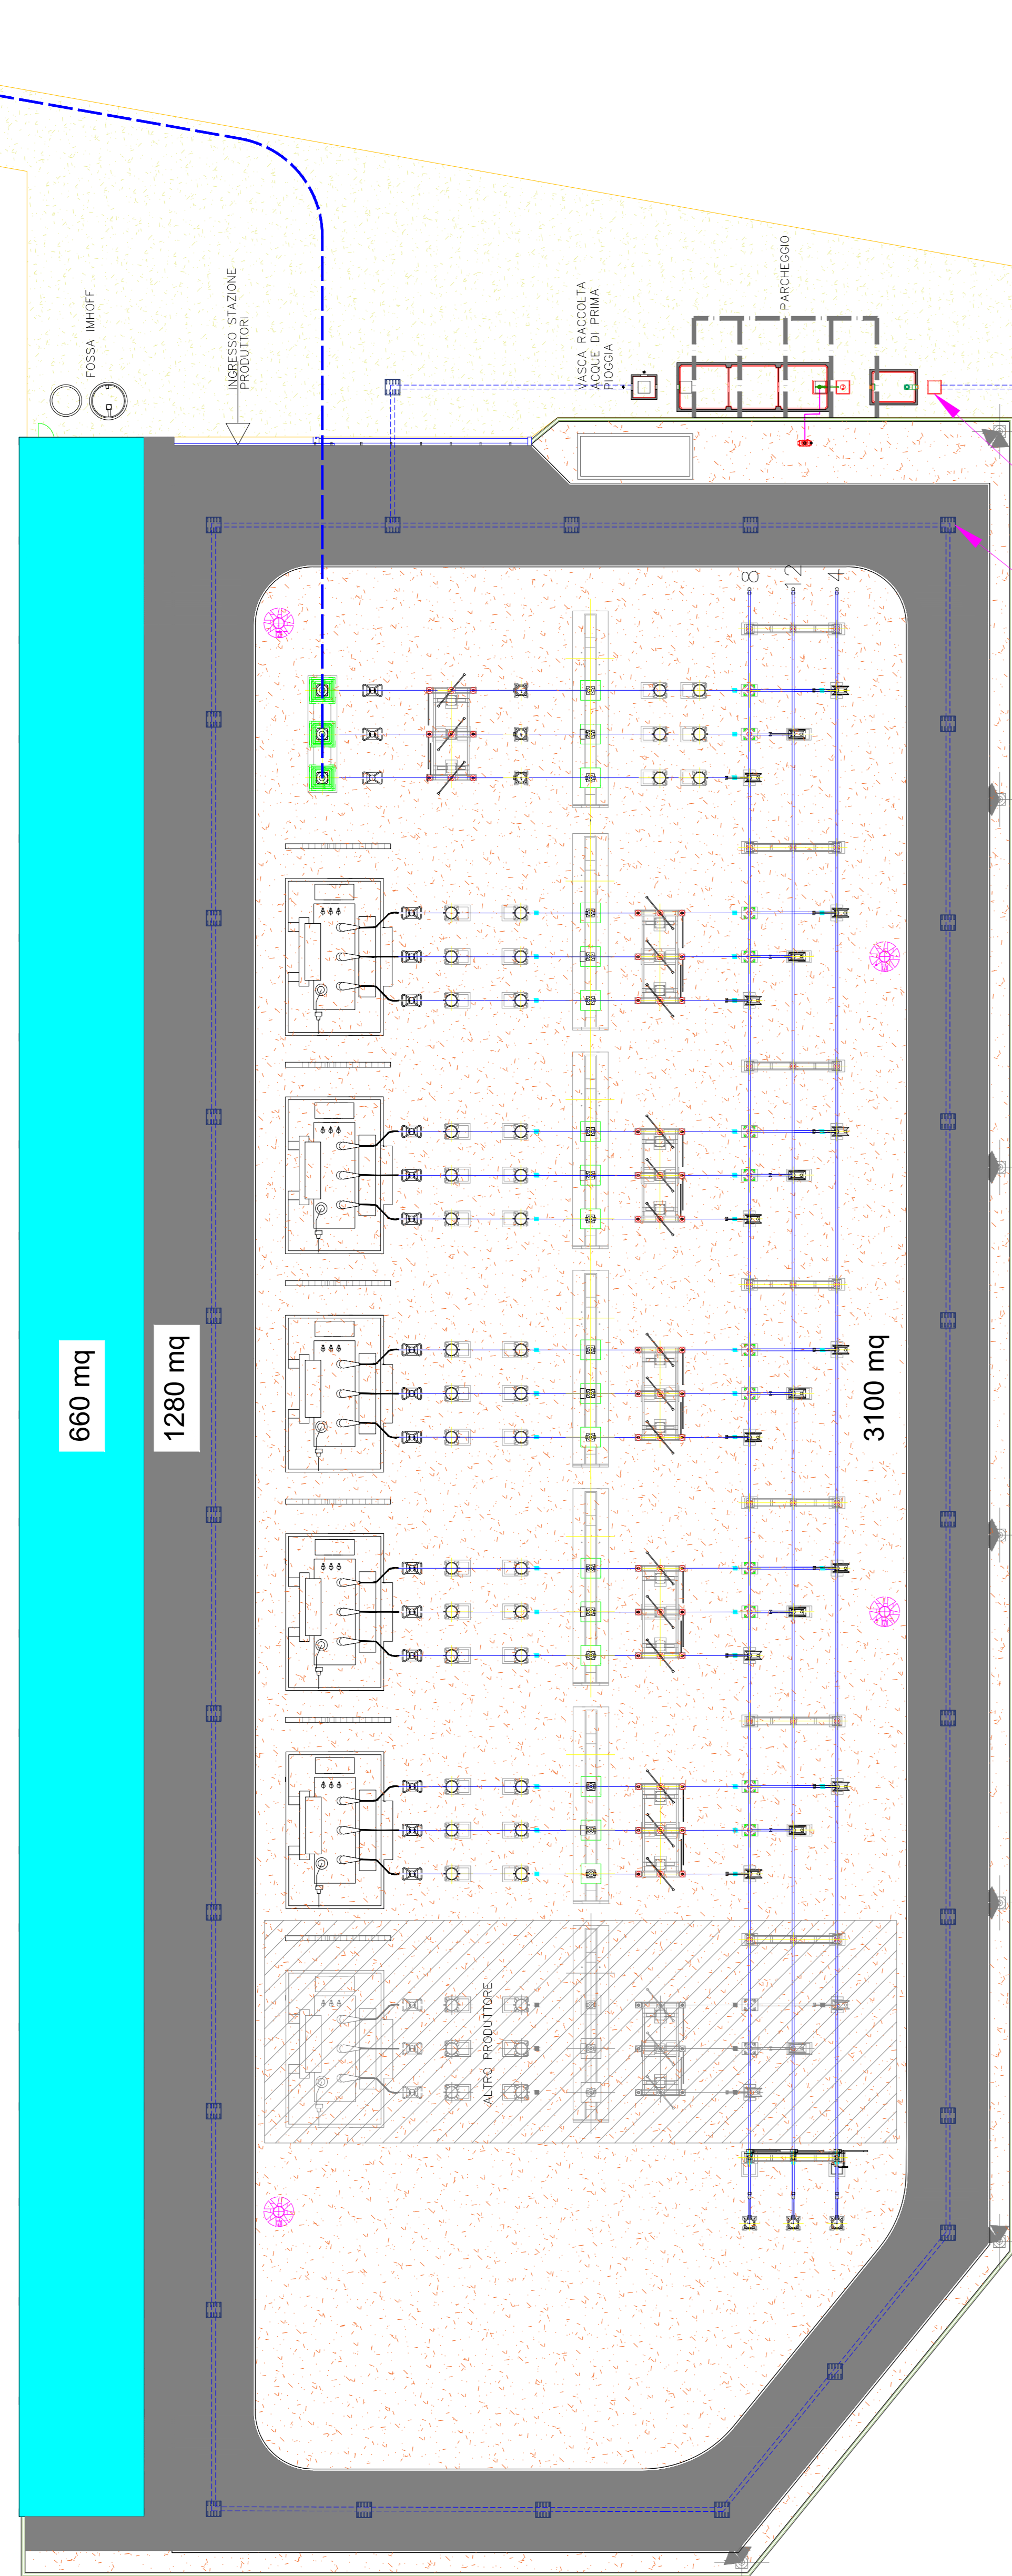 FOSSA IMHOFF
INGRESSO STAZIONE
PRODUTTORI
VASCA RACCOLTA
ACQUE DI PRIMA
PIOGGIA
PARCHEGGIO
8
12
4
660 mq
1280 mq
3100 mq
ALTRO PRODUTTORE